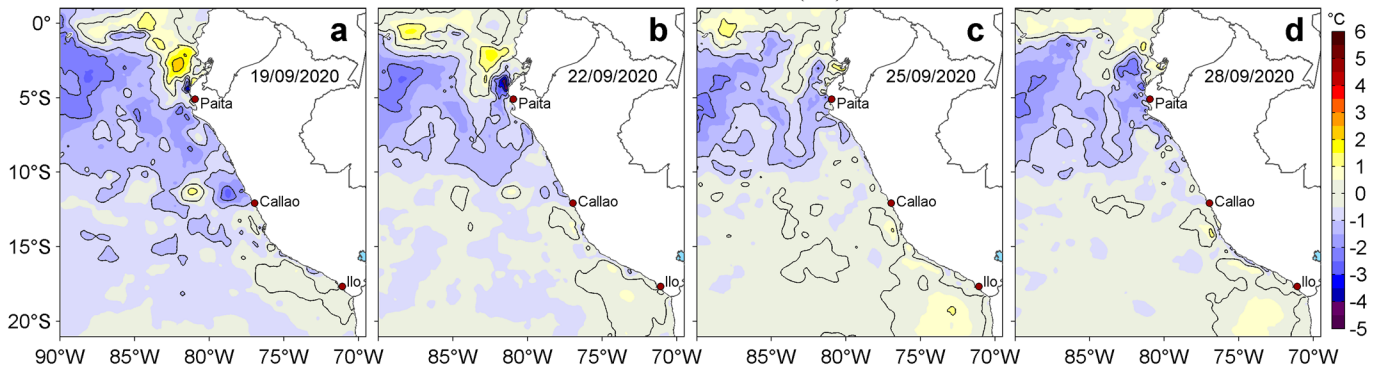 a
b
c
d
°C
0°
5°S
10°S
15°S
20°S
19/09/2020
22/09/2020
25/09/2020
28/09/2020
Paita
Paita
Paita
Paita
Callao
Callao
Callao
Callao
Ilo
Ilo
Ilo
Ilo
90°W 85°W 80°W 75°W 70°W
85°W 80°W 75°W 70°W
85°W 80°W 75°W 70°W
85°W 80°W 75°W 70°W
6
5
4
3
2
1
0
-1
-2
-3
-4
-5